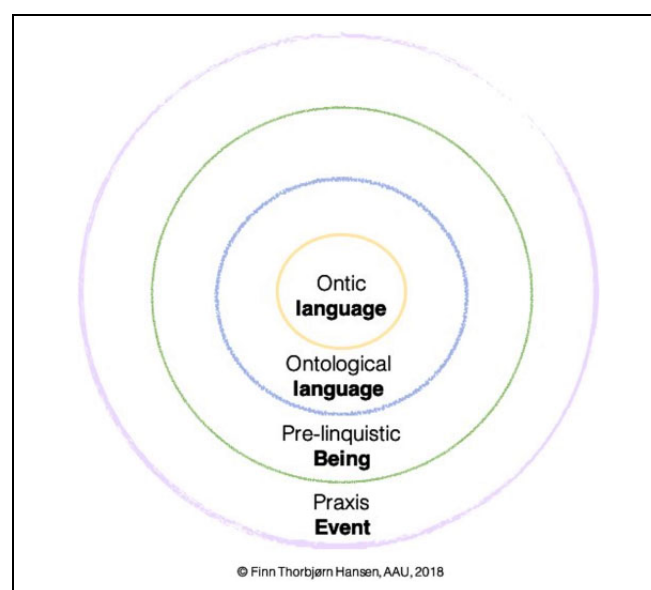 Ontic
language
Ontological
language
Pre-linquistic
Being
Praxis
Event
© Finn Thorbjørn Hansen, AAU, 2018